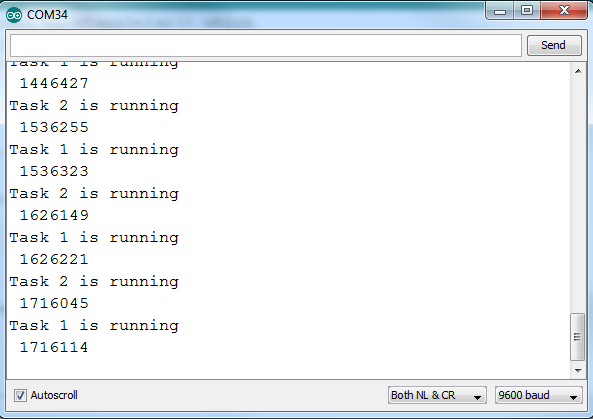 COM34
Send
Task 1 is running
1446427
Task 2 is running
1536255
Task 1 is running
1536323
Task 2 is running
1626149
Task 1 is running
1626221
Task 2 is running
1716045
Task 1 is running
1716114
Autoscroll
Both NL & CR
9600 baud